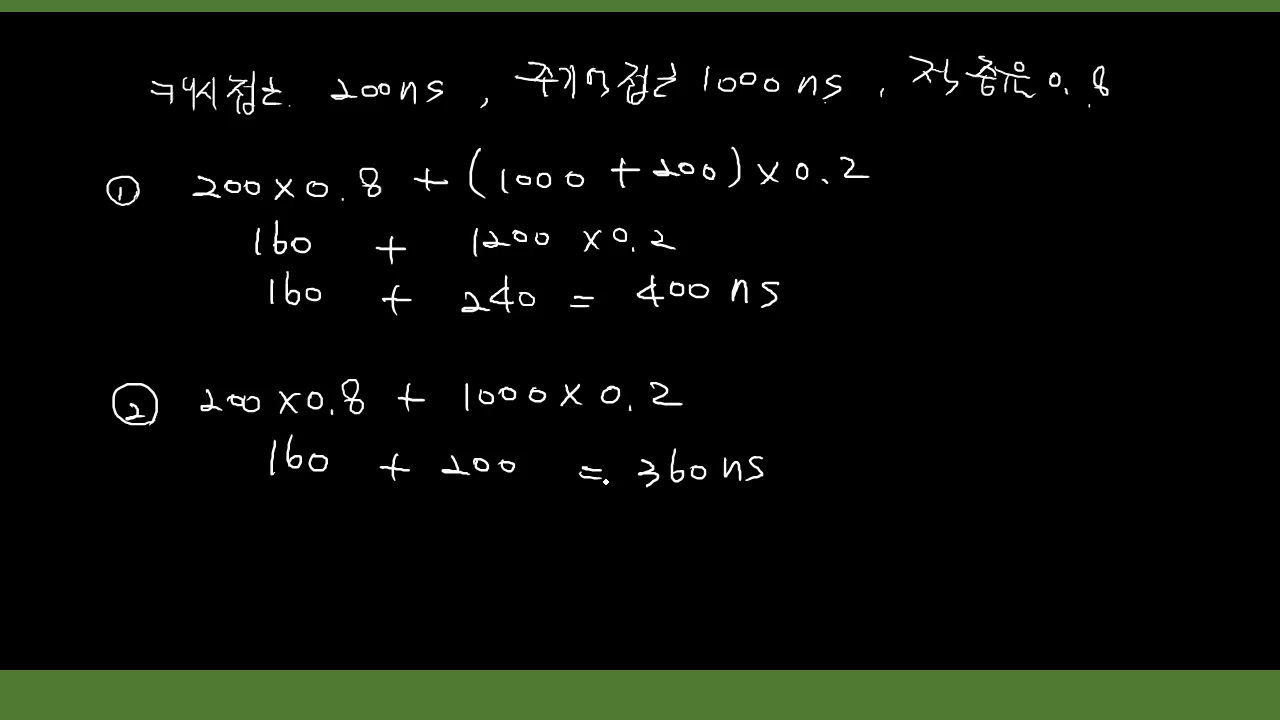 캐시접근 200ns, 주기억접근 1000ns, 적중율 0.8
① 200×0.8 + (1000 + 200) × 0.2
160 + 1200 ×0.2
160 + 240 = 400ns
② 200×0.8 + 1000×0.2
160 + 200 = 360ns